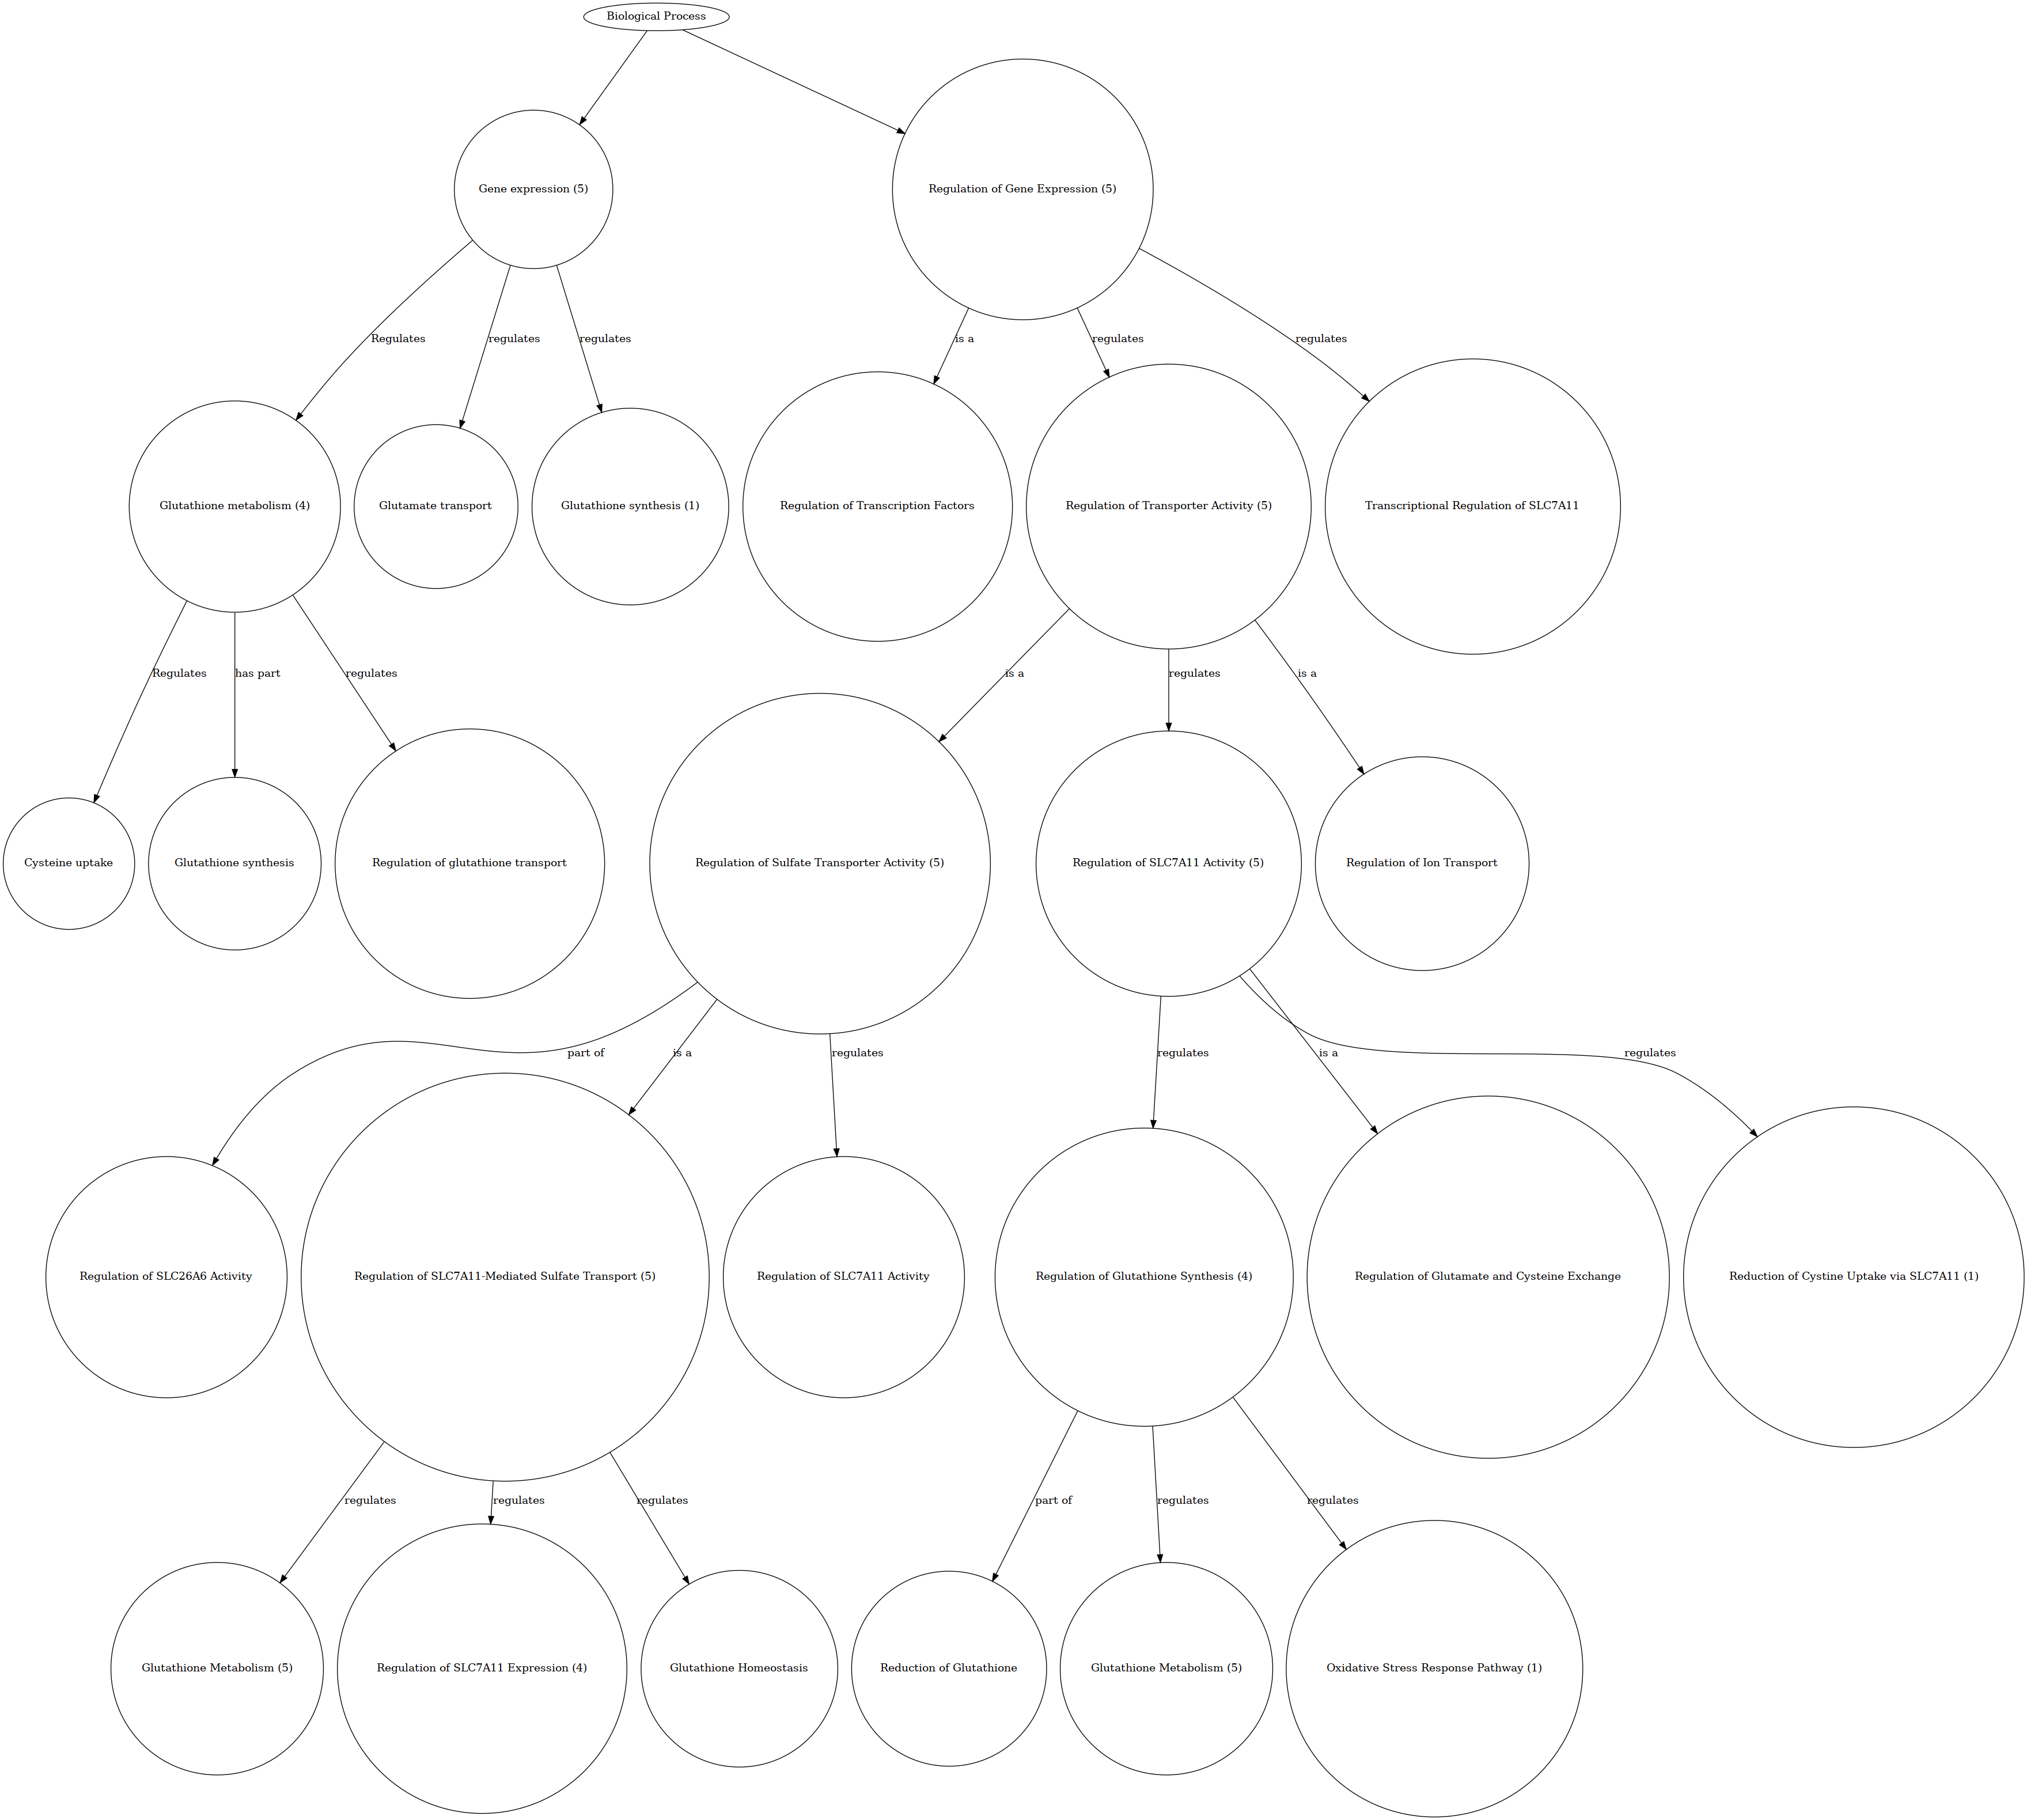 Biological Process
Gene expression (5)
Regulation of Gene Expression (5)
Regulates
regulates
regulates
is a
regulates
regulates
Glutathione metabolism (4)
Glutamate transport
Glutathione synthesis (1)
Regulation of Transcription Factors
Regulation of Transporter Activity (5)
Transcriptional Regulation of SLC7A11
Regulates
has part
regulates
is a
regulates
is a
Cysteine uptake
Glutathione synthesis
Regulation of glutathione transport
Regulation of Sulfate Transporter Activity (5)
Regulation of SLC7A11 Activity (5)
Regulation of Ion Transport
part of
is a
regulates
regulates
is a
regulates
Regulation of SLC26A6 Activity
Regulation of SLC7A11-Mediated Sulfate Transport (5)
Regulation of SLC7A11 Activity
Regulation of Glutathione Synthesis (4)
Regulation of Glutamate and Cysteine Exchange
Reduction of Cystine Uptake via SLC7A11 (1)
regulates
regulates
regulates
part of
regulates
regulates
Glutathione Metabolism (5)
Regulation of SLC7A11 Expression (4)
Glutathione Homeostasis
Reduction of Glutathione
Glutathione Metabolism (5)
Oxidative Stress Response Pathway (1)